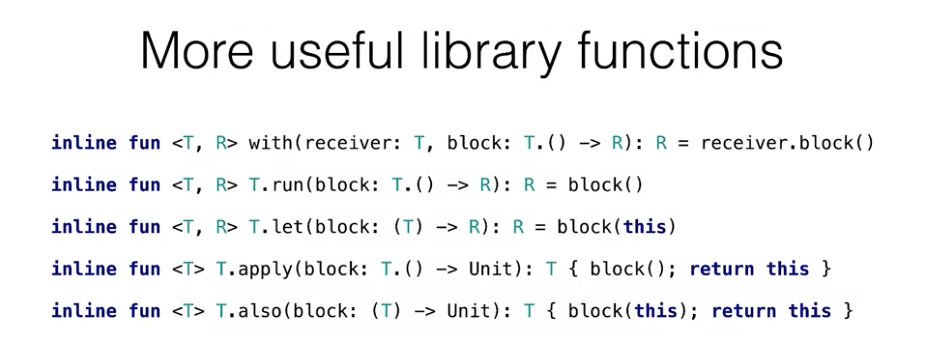 More useful library functions
inline fun <T, R> with(receiver: T, block: T.() -> R): R = receiver.block()
inline fun <T, R> T.run(block: T.() -> R): R = block()
inline fun <T, R> T.let(block: (T) -> R): R = block(this)
inline fun <T> T.apply(block: T.() -> Unit): T { block(); return this }
inline fun <T> T.also(block: (T) -> Unit): T { block(this); return this }